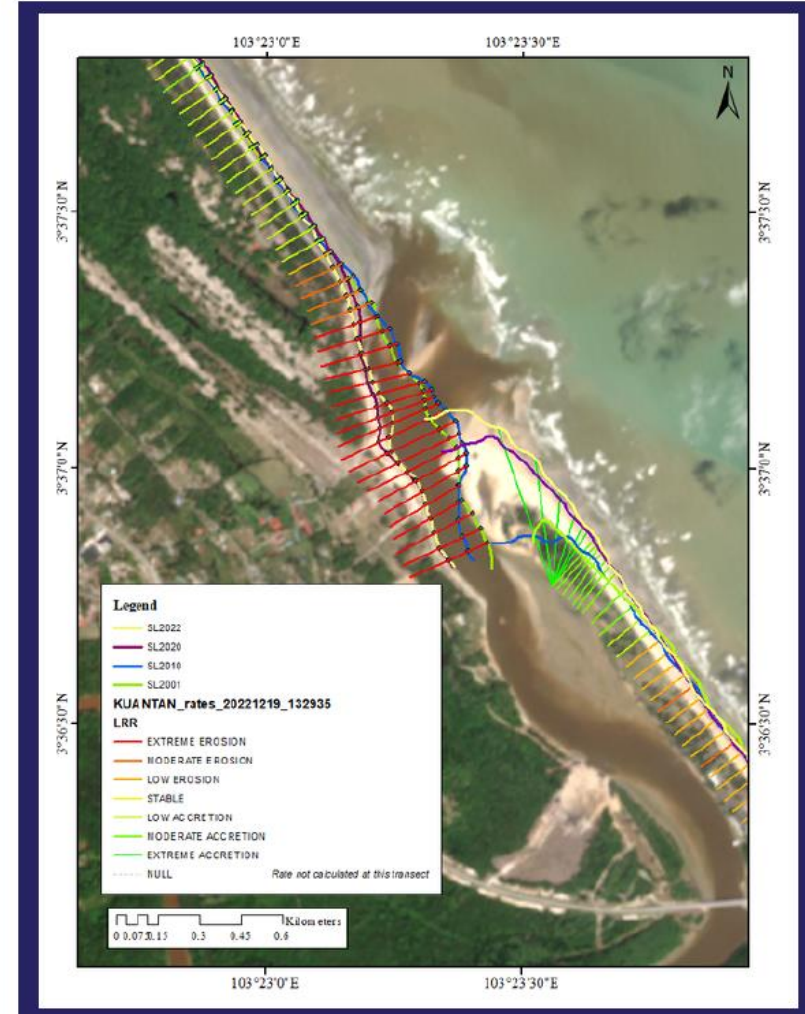 103°23'0"E 103°23'30"E
N
3°37'30"N 3°37'30"N
3°37'0"N 3°37'0"N
3°36'30"N 3°36'30"N
Legend
SL2022
SL2020
SL2010
SL2001
KUANTAN_rates_20221219_132935
LRR
EXTREME EROSION
MODERATE EROSION
LOW EROSION
STABLE
LOW ACCRETION
MODERATE ACCRETION
EXTREME ACCRETION
NULL Rate not calculated at this transect
Kilometers
0 0.075 0.15 0.3 0.45 0.6
103°23'0"E 103°23'30"E